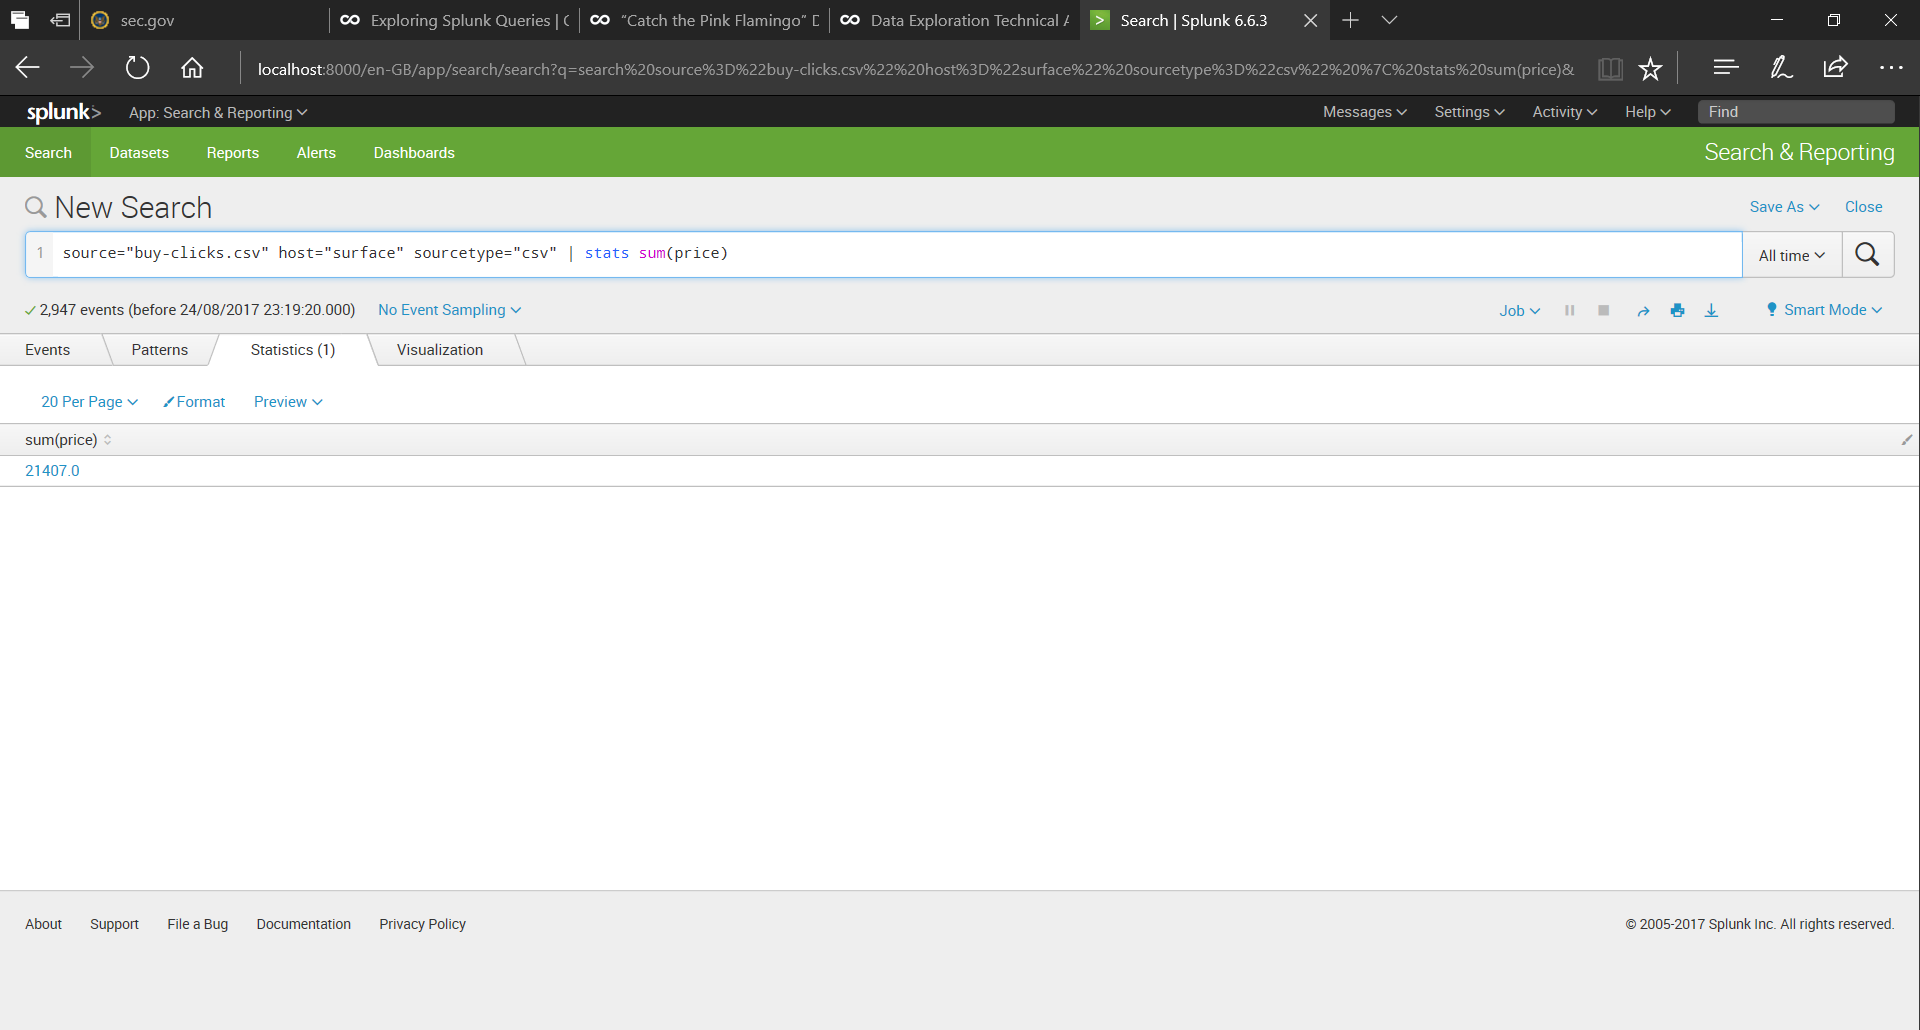 sec.gov
Exploring Splunk Queries | C
“Catch the Pink Flamingo” D
Data Exploration Technical A
Search | Splunk 6.6.3
localhost:8000/en-GB/app/search/search?q=search%20source%3D%22buy-clicks.csv%22%20host%3D%22surface%22%20sourcetype%3D%22csv%22%20%7C%20stats%20sum(price)&
splunk> App: Search & Reporting
Messages Settings Activity Help Find
Search Datasets Reports Alerts Dashboards
Search & Reporting
New Search
Save As Close
1 source="buy-clicks.csv" host="surface" sourcetype="csv" | stats sum(price)
All time
2,947 events (before 24/08/2017 23:19:20.000) No Event Sampling
Job Smart Mode
Events Patterns Statistics (1) Visualization
20 Per Page Format Preview
sum(price)
21407.0
About Support File a Bug Documentation Privacy Policy
© 2005-2017 Splunk Inc. All rights reserved.